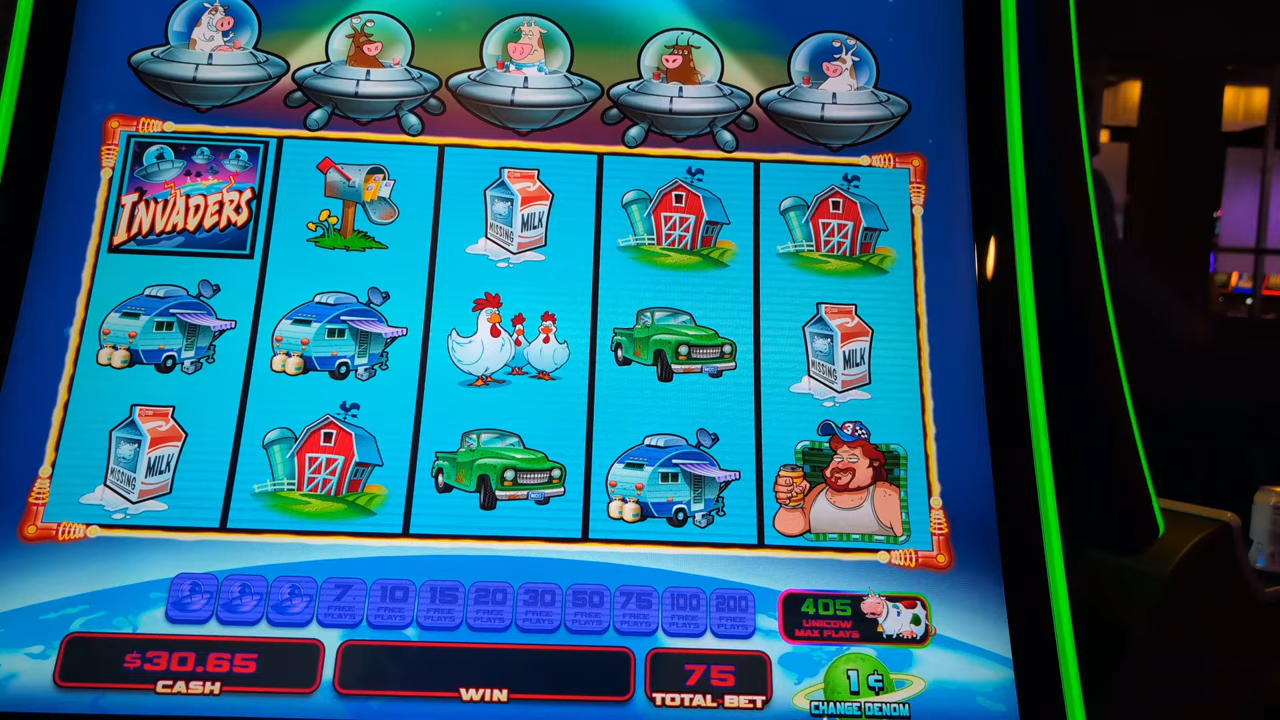 INVADERS
MISSING
MILK
MISSING
MILK
MISSING
MILK
3
7
FREE
PLAYS
10
FREE
PLAYS
15
FREE
PLAYS
20
FREE
PLAYS
30
FREE
PLAYS
50
FREE
PLAYS
75
FREE
PLAYS
100
FREE
PLAYS
200
FREE
PLAYS
405
UNICOW
MAX PLAYS
$30.65
CASH
WIN
75
TOTAL BET
1¢
CHANGE DENOM